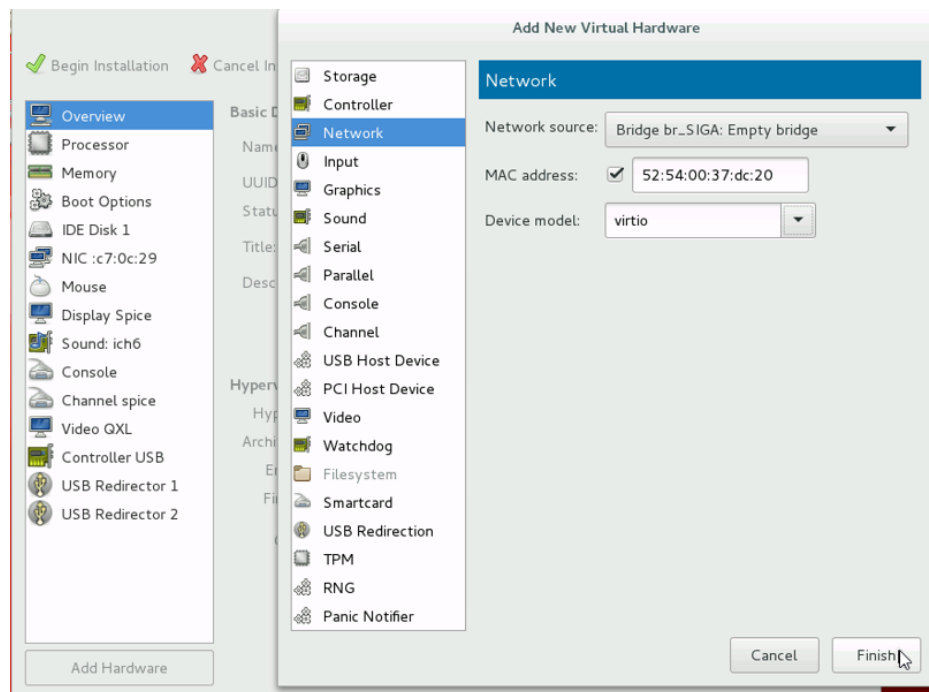 Add New Virtual Hardware
Begin Installation
Cancel In
Overview
Processor
Memory
Boot Options
IDE Disk 1
NIC :c7:0c:29
Mouse
Display Spice
Sound: ich6
Console
Channel spice
Video QXL
Controller USB
USB Redirector 1
USB Redirector 2
Add Hardware
Basic D
Name
UUID
Statu
Title:
Desc
Hyperv
Hyp
Archi
Storage
Controller
Network
Input
Graphics
Sound
Serial
Parallel
Console
Channel
USB Host Device
PCI Host Device
Video
Watchdog
Filesystem
Smartcard
USB Redirection
TPM
RNG
Panic Notifier
Network
Network source: Bridge br_SIGA: Empty bridge
MAC address: 52:54:00:37:dc:20
Device model: virtio
Cancel
Finish